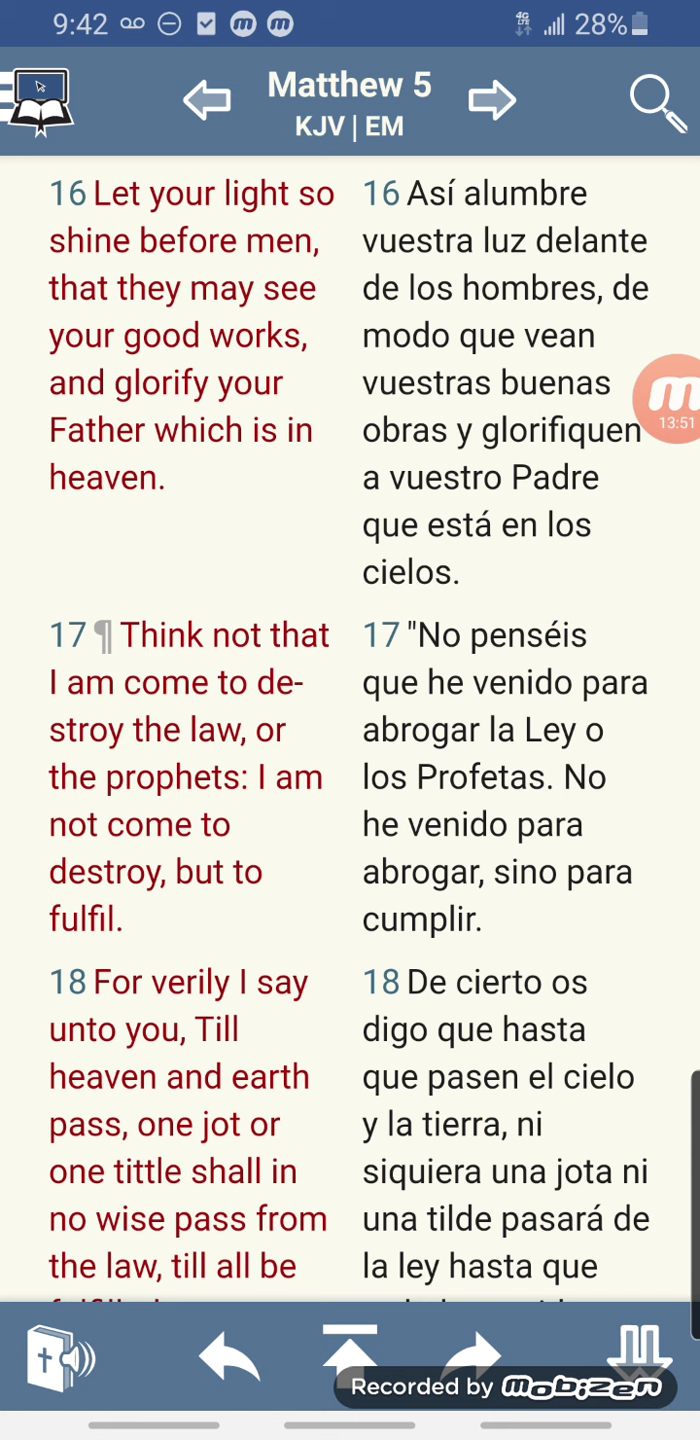 9:42
4G
LTE
28%
Matthew 5
KJV | EM
16 Let your light so
shine before men,
that they may see
your good works,
and glorify your
Father which is in
heaven.
16 Así alumbre
vuestra luz delante
de los hombres, de
modo que vean
vuestras buenas
obras y glorifiquen
a vuestro Padre
que está en los
cielos.
m
13:51
17 ¶ Think not that
I am come to de-
stroy the law, or
the prophets: I am
not come to
destroy, but to
fulfil.
17 "No penséis
que he venido para
abrogar la Ley o
los Profetas. No
he venido para
abrogar, sino para
cumplir.
18 For verily I say
unto you, Till
heaven and earth
pass, one jot or
one tittle shall in
no wise pass from
the law, till all be
18 De cierto os
digo que hasta
que pasen el cielo
y la tierra, ni
siquiera una jota ni
una tilde pasará de
la ley hasta que
Recorded by mobizen